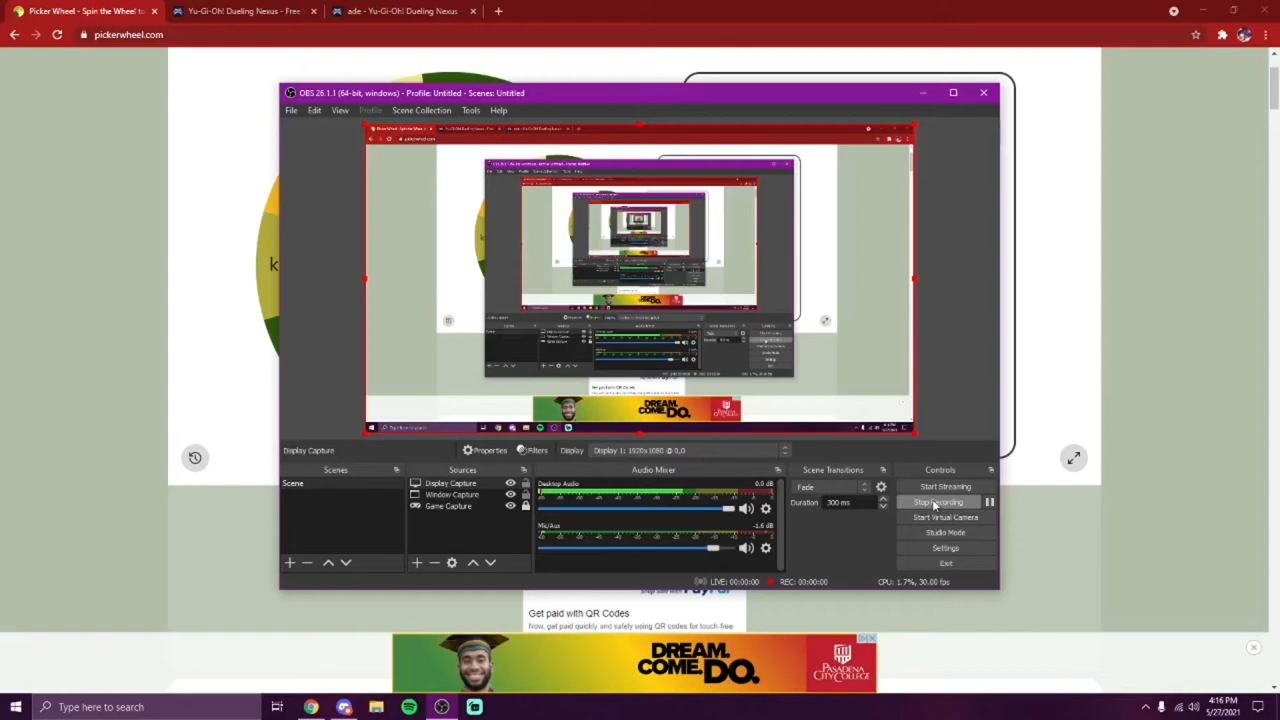 Picker Wheel - Spin the Wheel to
Yu-Gi-Oh! Dueling Nexus - Free
ade - Yu-Gi-Oh! Dueling Nexus
pickerwheel.com
OBS 26.1.1 (64-bit, windows) - Profile: Untitled - Scenes: Untitled
File Edit View Profile Scene Collection Tools Help
DREAM.
COME.DO.
Display Capture
Properties
Filters
Display
Display 1: 1920x1080 @ 0,0
Scenes
Sources
Audio Mixer
Scene Transitions
Controls
Scene
Display Capture
Window Capture
Game Capture
Desktop Audio
0.0 dB
Mic/Aux
-1.6 dB
Fade
Duration
300 ms
Start Streaming
Stop Recording
Start Virtual Camera
Studio Mode
Settings
Exit
LIVE: 00:00:00
REC: 00:00:00
CPU: 1.7%, 30.00 fps
k
Get paid with QR Codes
Now, get paid quickly and safely using QR codes for touch-free
DREAM.
COME.DO.
PASADENA
CITY COLLEGE
Type here to search
4:16 PM
5/27/2021